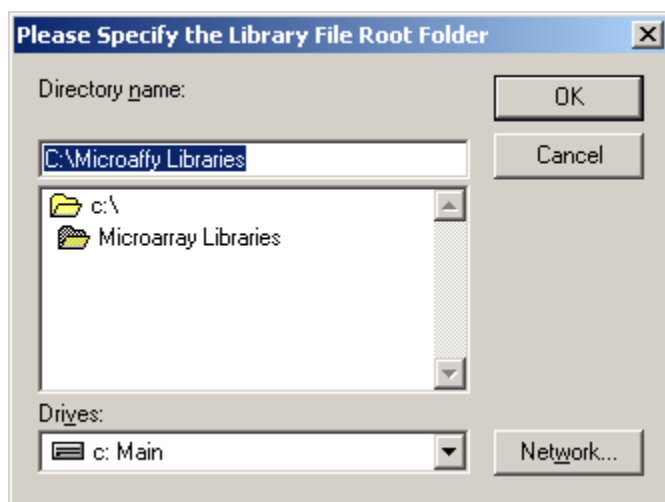 Please Specify the Library File Root Folder
Directory name:
OK
C:\Microaffy Libraries
Cancel
c:\
Microarray Libraries
Drives:
c: Main
Network...